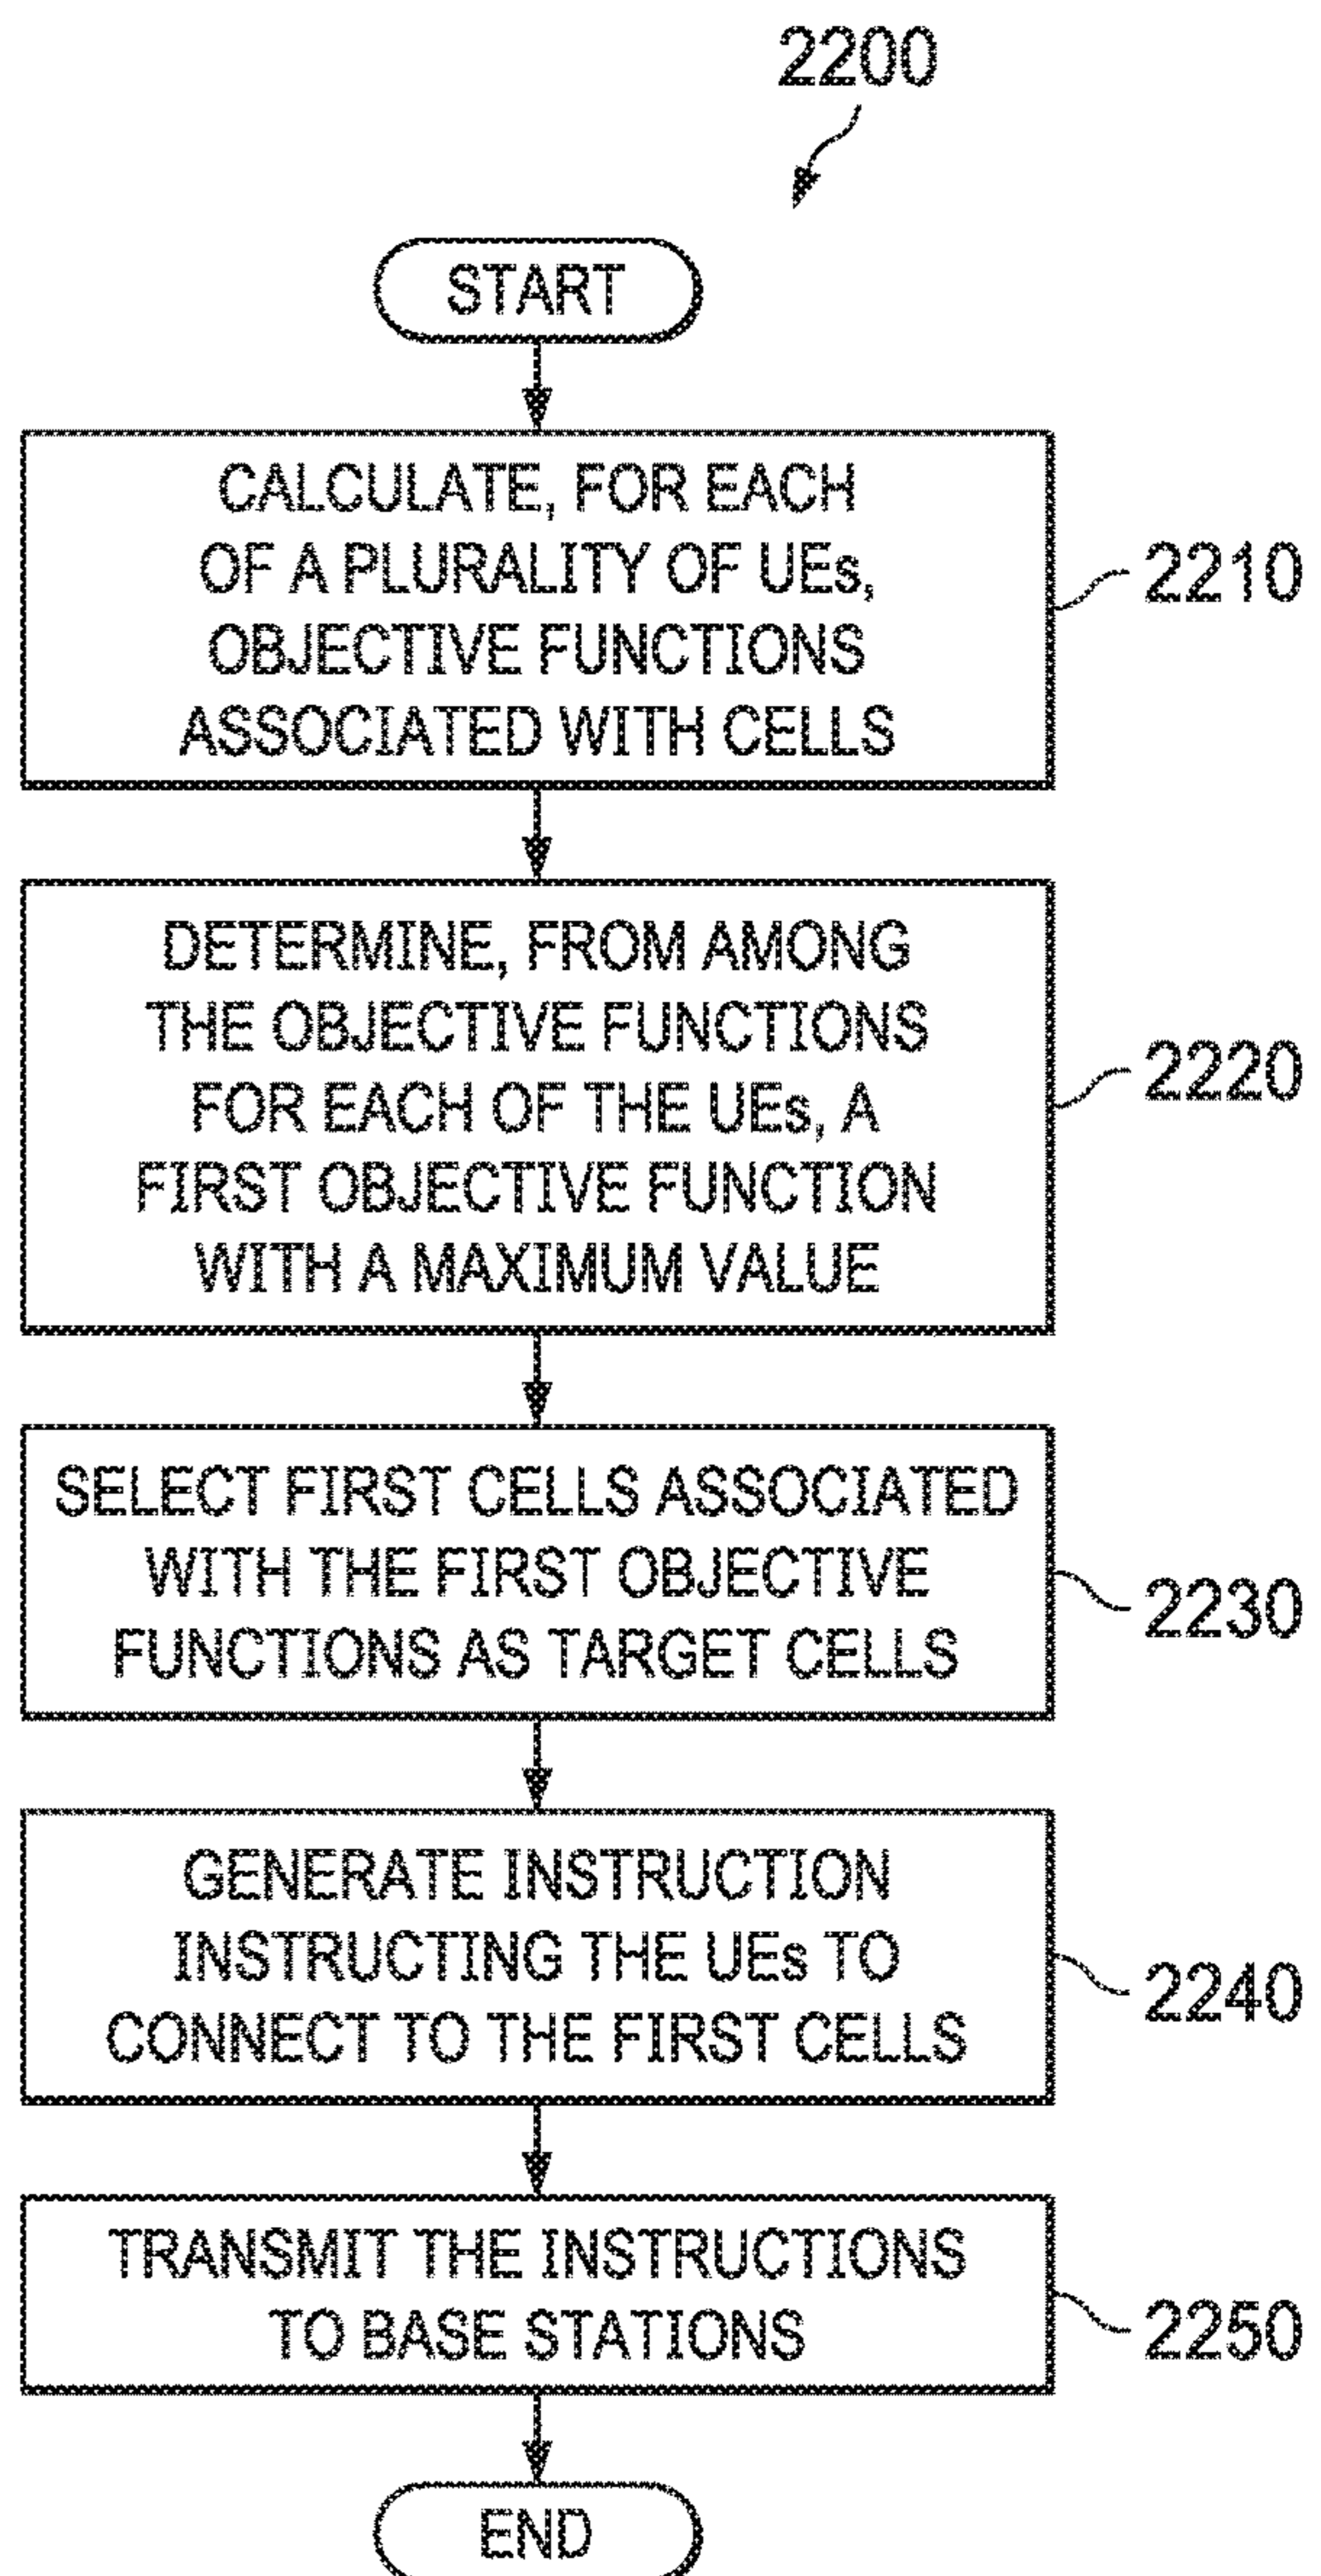 2200
START
CALCULATE, FOR EACH
OF A PLURALITY OF UEs,
OBJECTIVE FUNCTIONS
ASSOCIATED WITH CELLS
2210
DETERMINE, FROM AMONG
THE OBJECTIVE FUNCTIONS
FOR EACH OF THE UEs, A
FIRST OBJECTIVE FUNCTION
WITH A MAXIMUM VALUE
2220
SELECT FIRST CELLS ASSOCIATED
WITH THE FIRST OBJECTIVE
FUNCTIONS AS TARGET CELLS
2230
GENERATE INSTRUCTION
INSTRUCTING THE UEs TO
CONNECT TO THE FIRST CELLS
2240
TRANSMIT THE INSTRUCTIONS
TO BASE STATIONS
2250
END